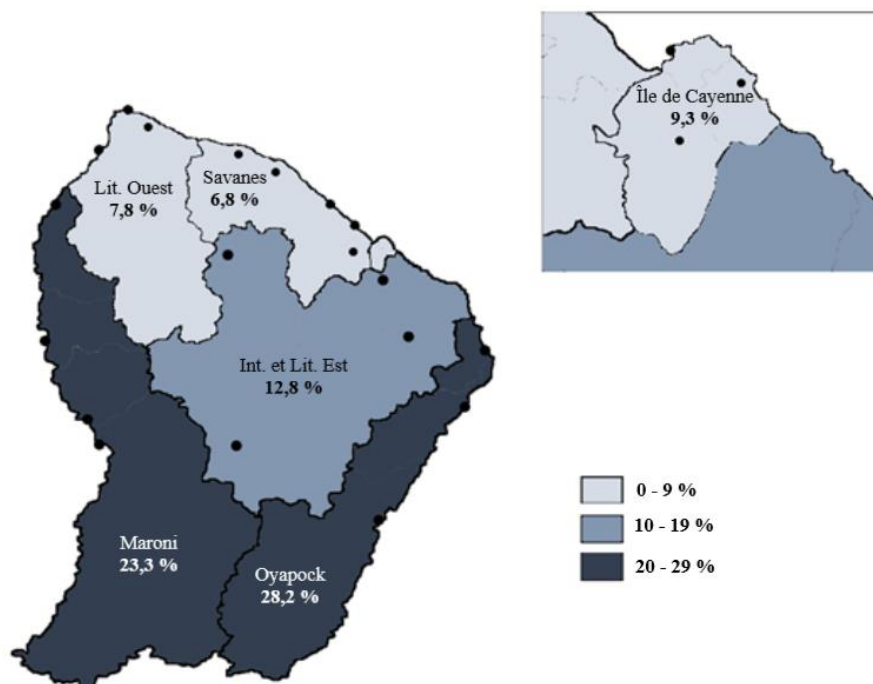 Île de Cayenne
9,3 %
Lit. Ouest
7,8 %
Savanes
6,8 %
Int. et Lit. Est
12,8 %
Maroni
23,3 %
Oyapock
28,2 %
0 - 9 %
10 - 19 %
20 - 29 %